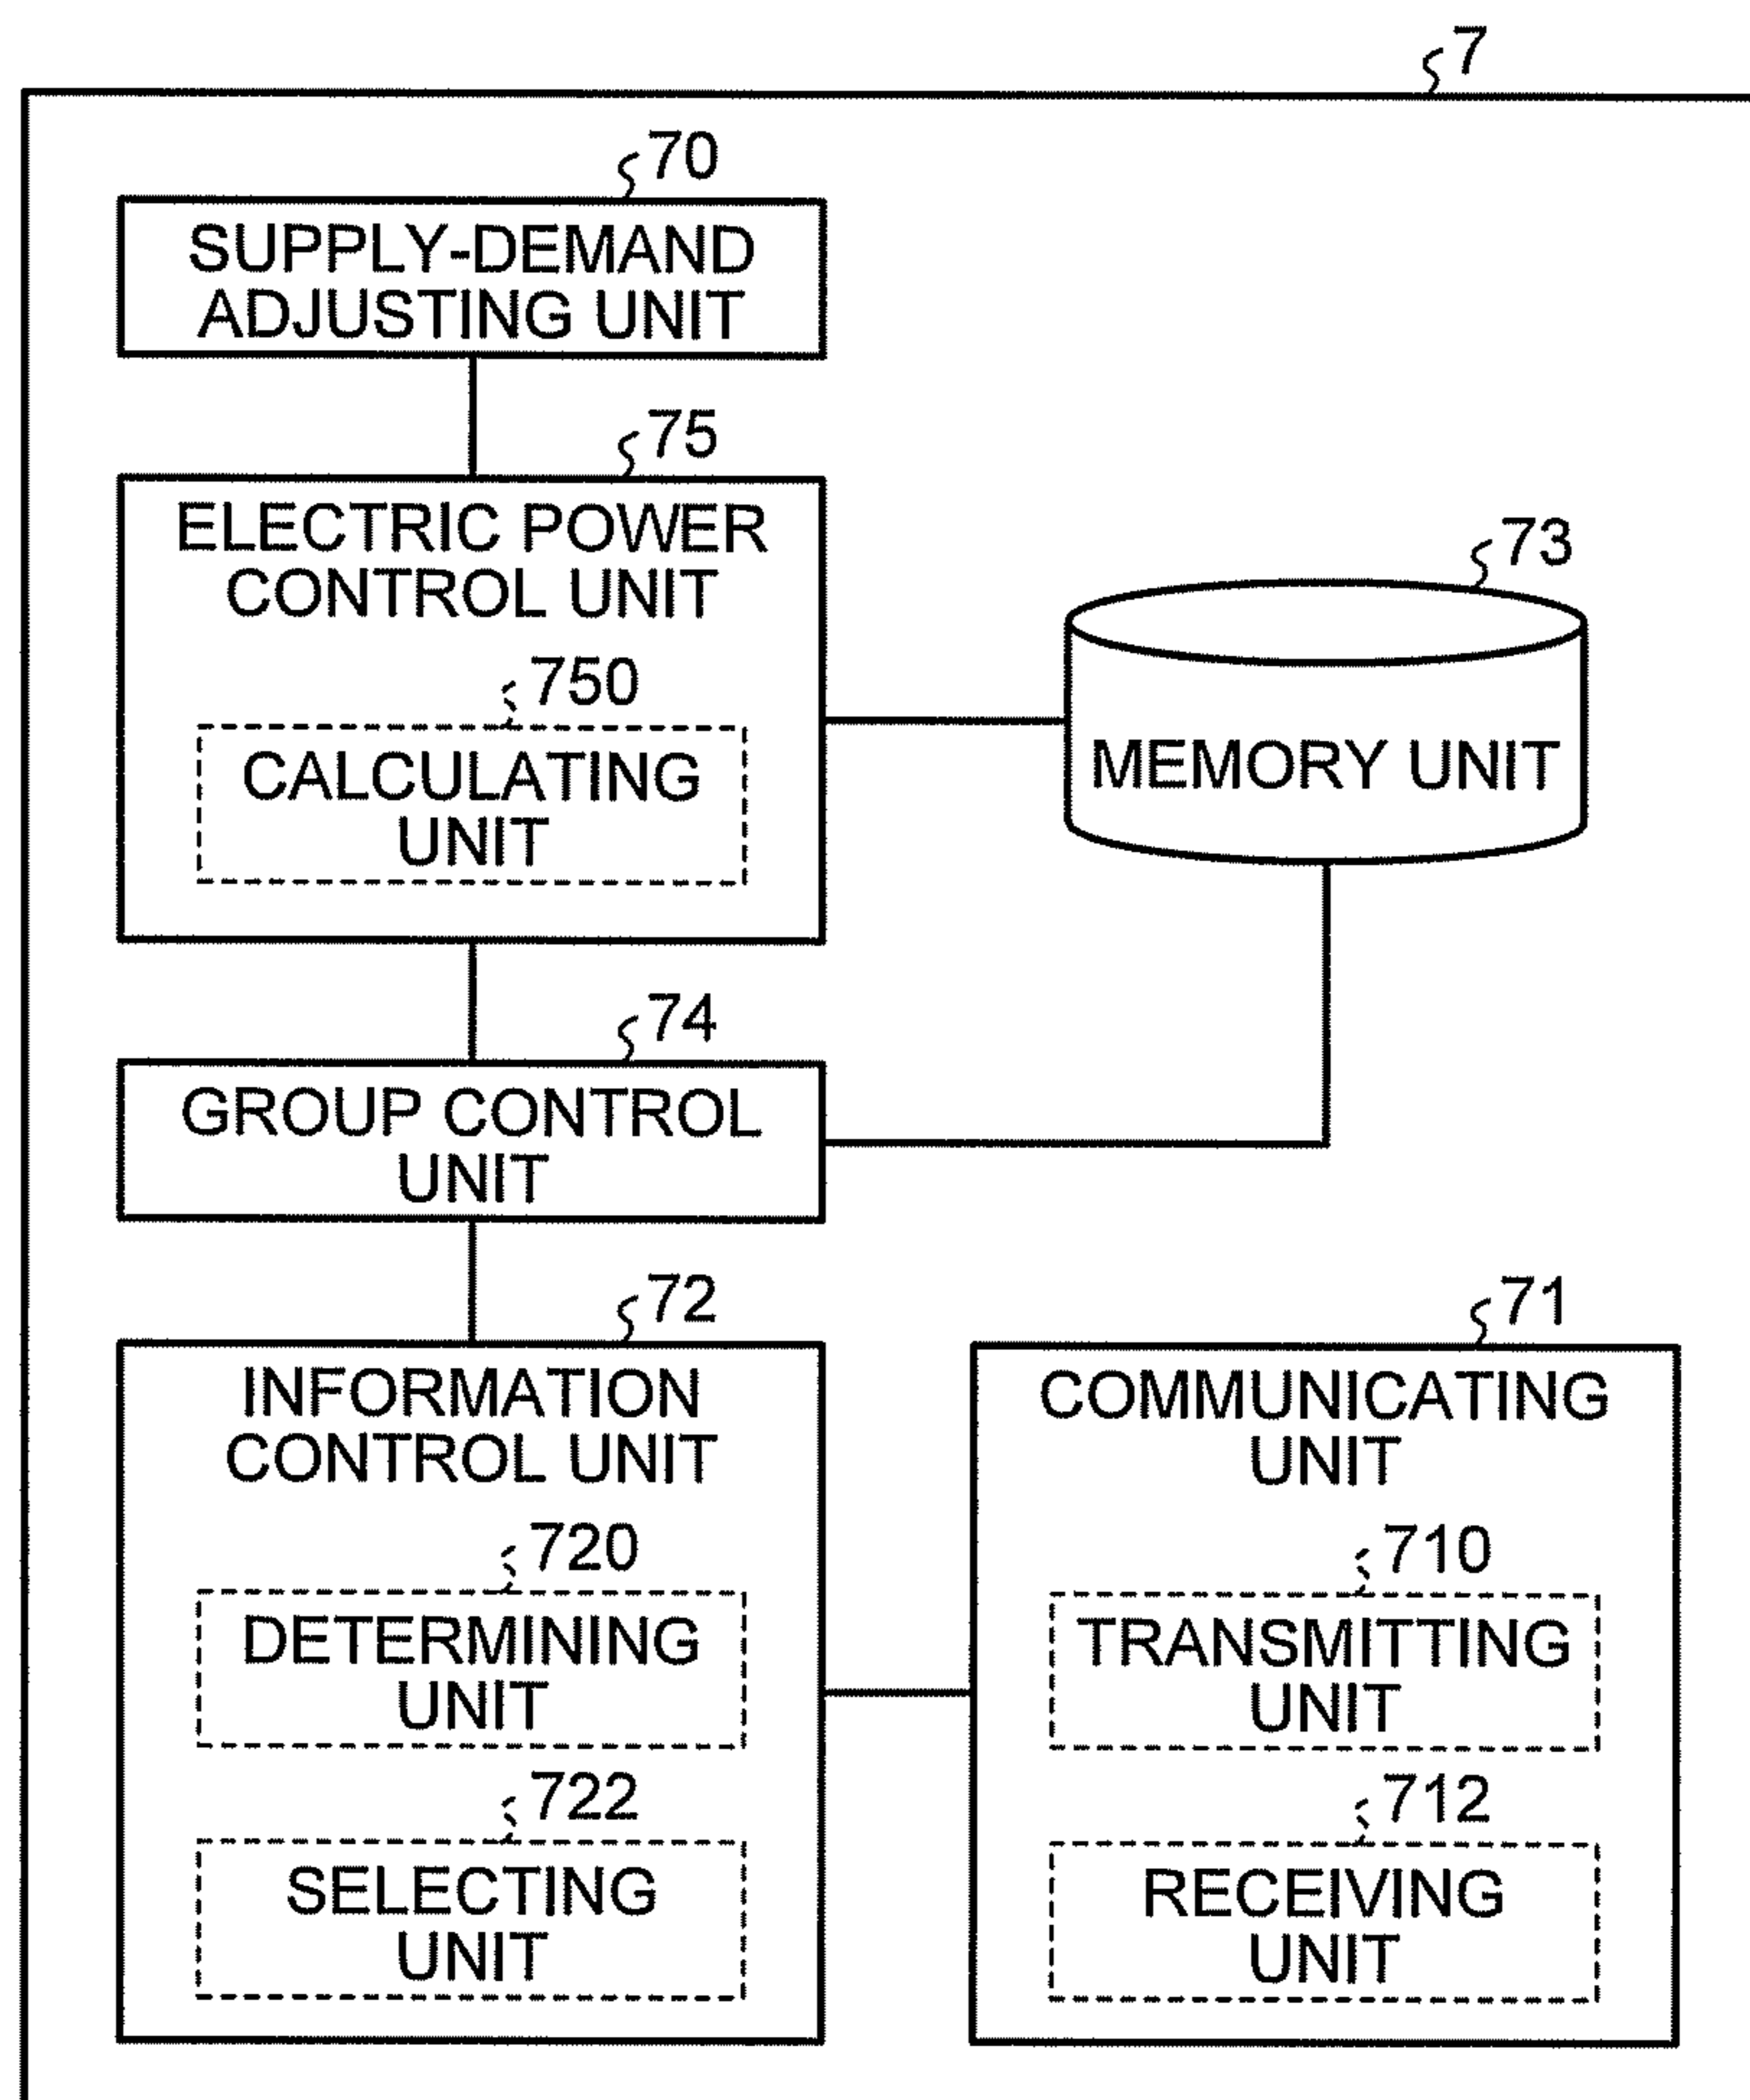 7
70
SUPPLY-DEMAND
ADJUSTING UNIT
75
ELECTRIC POWER
CONTROL UNIT
750
CALCULATING
UNIT
73
MEMORY UNIT
74
GROUP CONTROL
UNIT
72
INFORMATION
CONTROL UNIT
720
DETERMINING
UNIT
722
SELECTING
UNIT
71
COMMUNICATING
UNIT
710
TRANSMITTING
UNIT
712
RECEIVING
UNIT